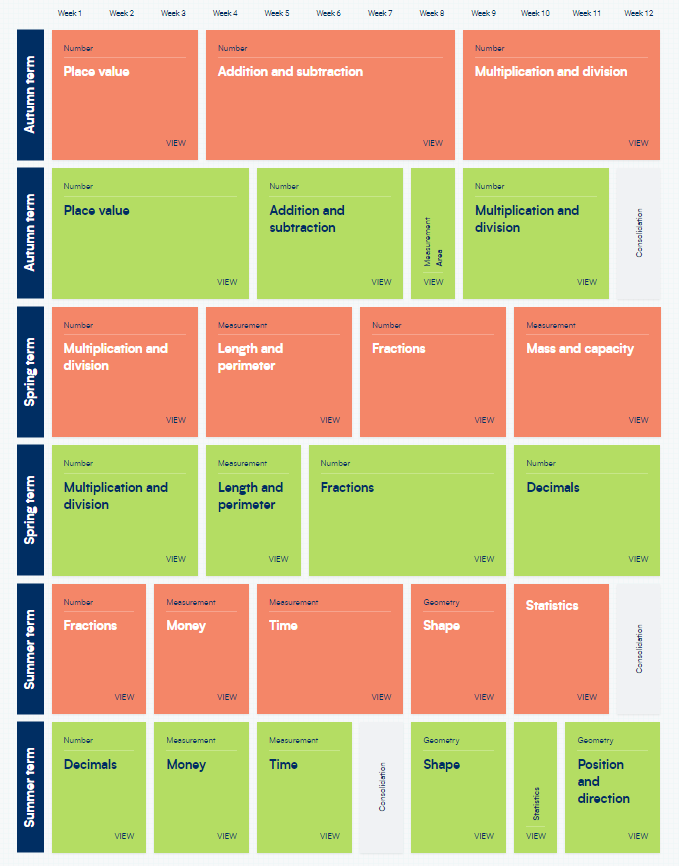 Week 1 Week 2 Week 3 Week 4 Week 5 Week 6 Week 7 Week 8 Week 9 Week 10 Week 11 Week 12
Autumn term
Number
Place value
VIEW
Number
Addition and subtraction
VIEW
Number
Multiplication and division
VIEW
Autumn term
Number
Place value
VIEW
Number
Addition and
subtraction
VIEW
Measurement
Area
VIEW
Number
Multiplication and
division
VIEW
Consolidation
Spring term
Number
Multiplication and
division
VIEW
Measurement
Length and
perimeter
VIEW
Number
Fractions
VIEW
Measurement
Mass and capacity
VIEW
Spring term
Number
Multiplication and
division
VIEW
Measurement
Length and
perimeter
VIEW
Number
Fractions
VIEW
Number
Decimals
VIEW
Summer term
Number
Fractions
VIEW
Measurement
Money
VIEW
Measurement
Time
VIEW
Geometry
Shape
VIEW
Statistics
VIEW
Consolidation
Summer term
Number
Decimals
VIEW
Measurement
Money
VIEW
Measurement
Time
VIEW
Consolidation
Geometry
Shape
VIEW
Statistics
VIEW
Geometry
Position
and
direction
VIEW